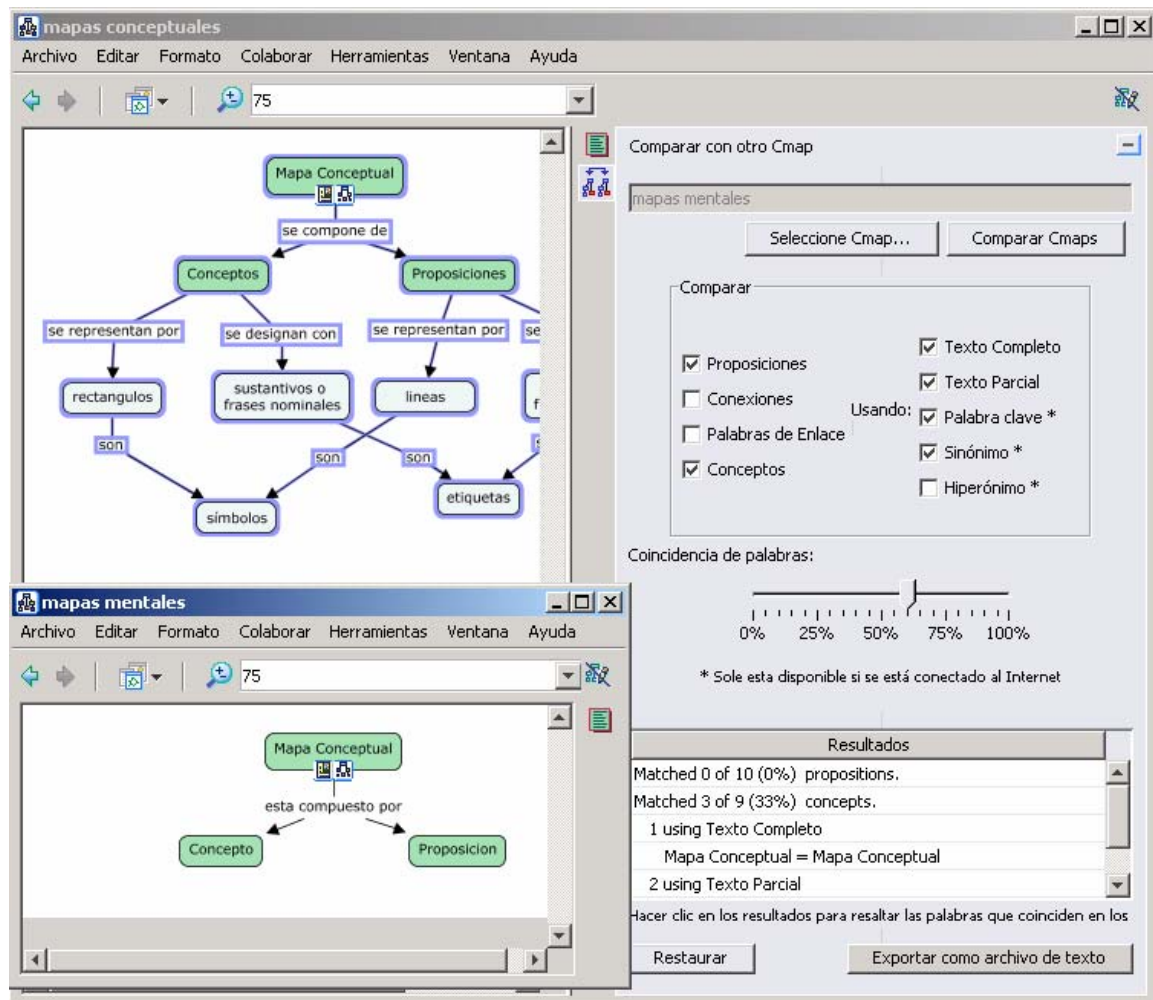 mapas conceptuales
Archivo Editar Formato Colaborar Herramientas Ventana Ayuda
75
Mapa Conceptual
se compone de
Conceptos
Proposiciones
se representan por
se designan con
se representan por
se
rectangulos
sustantivos o
frases nominales
lineas
f
son
son
son
s
símbolos
etiquetas
Comparar con otro Cmap
mapas mentales
Seleccione Cmap...
Comparar Cmaps
Comparar
Proposiciones
Conexiones
Palabras de Enlace
Conceptos
Usando:
Texto Completo
Texto Parcial
Palabra clave *
Sinónimo *
Hiperónimo *
Coincidencia de palabras:
0% 25% 50% 75% 100%
* Sole esta disponible si se está conectado al Internet
Resultados
Matched 0 of 10 (0%) propositions.
Matched 3 of 9 (33%) concepts.
1 using Texto Completo
Mapa Conceptual = Mapa Conceptual
2 using Texto Parcial
Hacer clic en los resultados para resaltar las palabras que coinciden en los
Restaurar
Exportar como archivo de texto
mapas mentales
Archivo Editar Formato Colaborar Herramientas Ventana Ayuda
75
Mapa Conceptual
esta compuesto por
Concepto
Proposicion